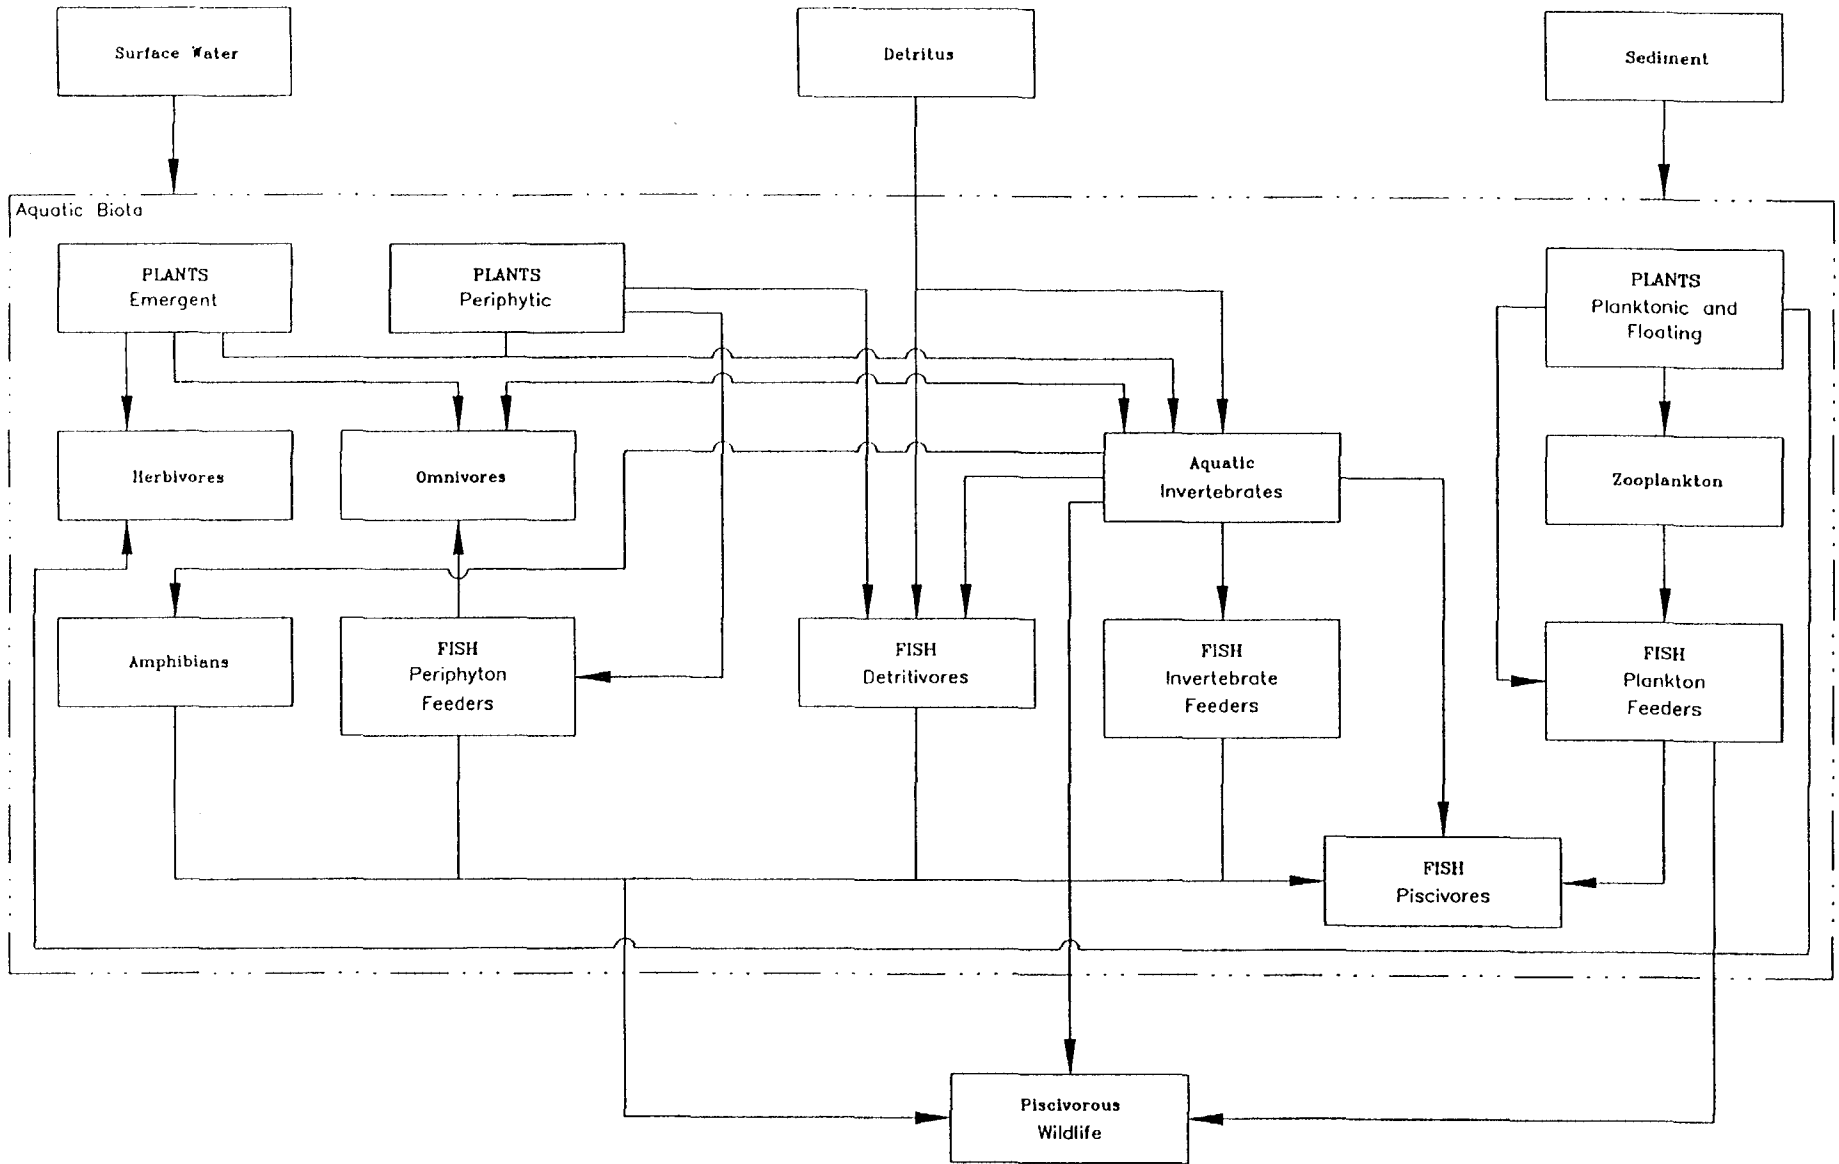 Surface Water
Detritus
Sediment
Aquatic Biota
PLANTS
Emergent
PLANTS
Periphytic
PLANTS
Planktonic and
Floating
Herbivores
Omnivores
Aquatic
Invertebrates
Zooplankton
Amphibians
FISH
Periphyton
Feeders
FISH
Detritivores
FISH
Invertebrate
Feeders
FISH
Plankton
Feeders
FISH
Piscivores
Piscivorous
Wildlife